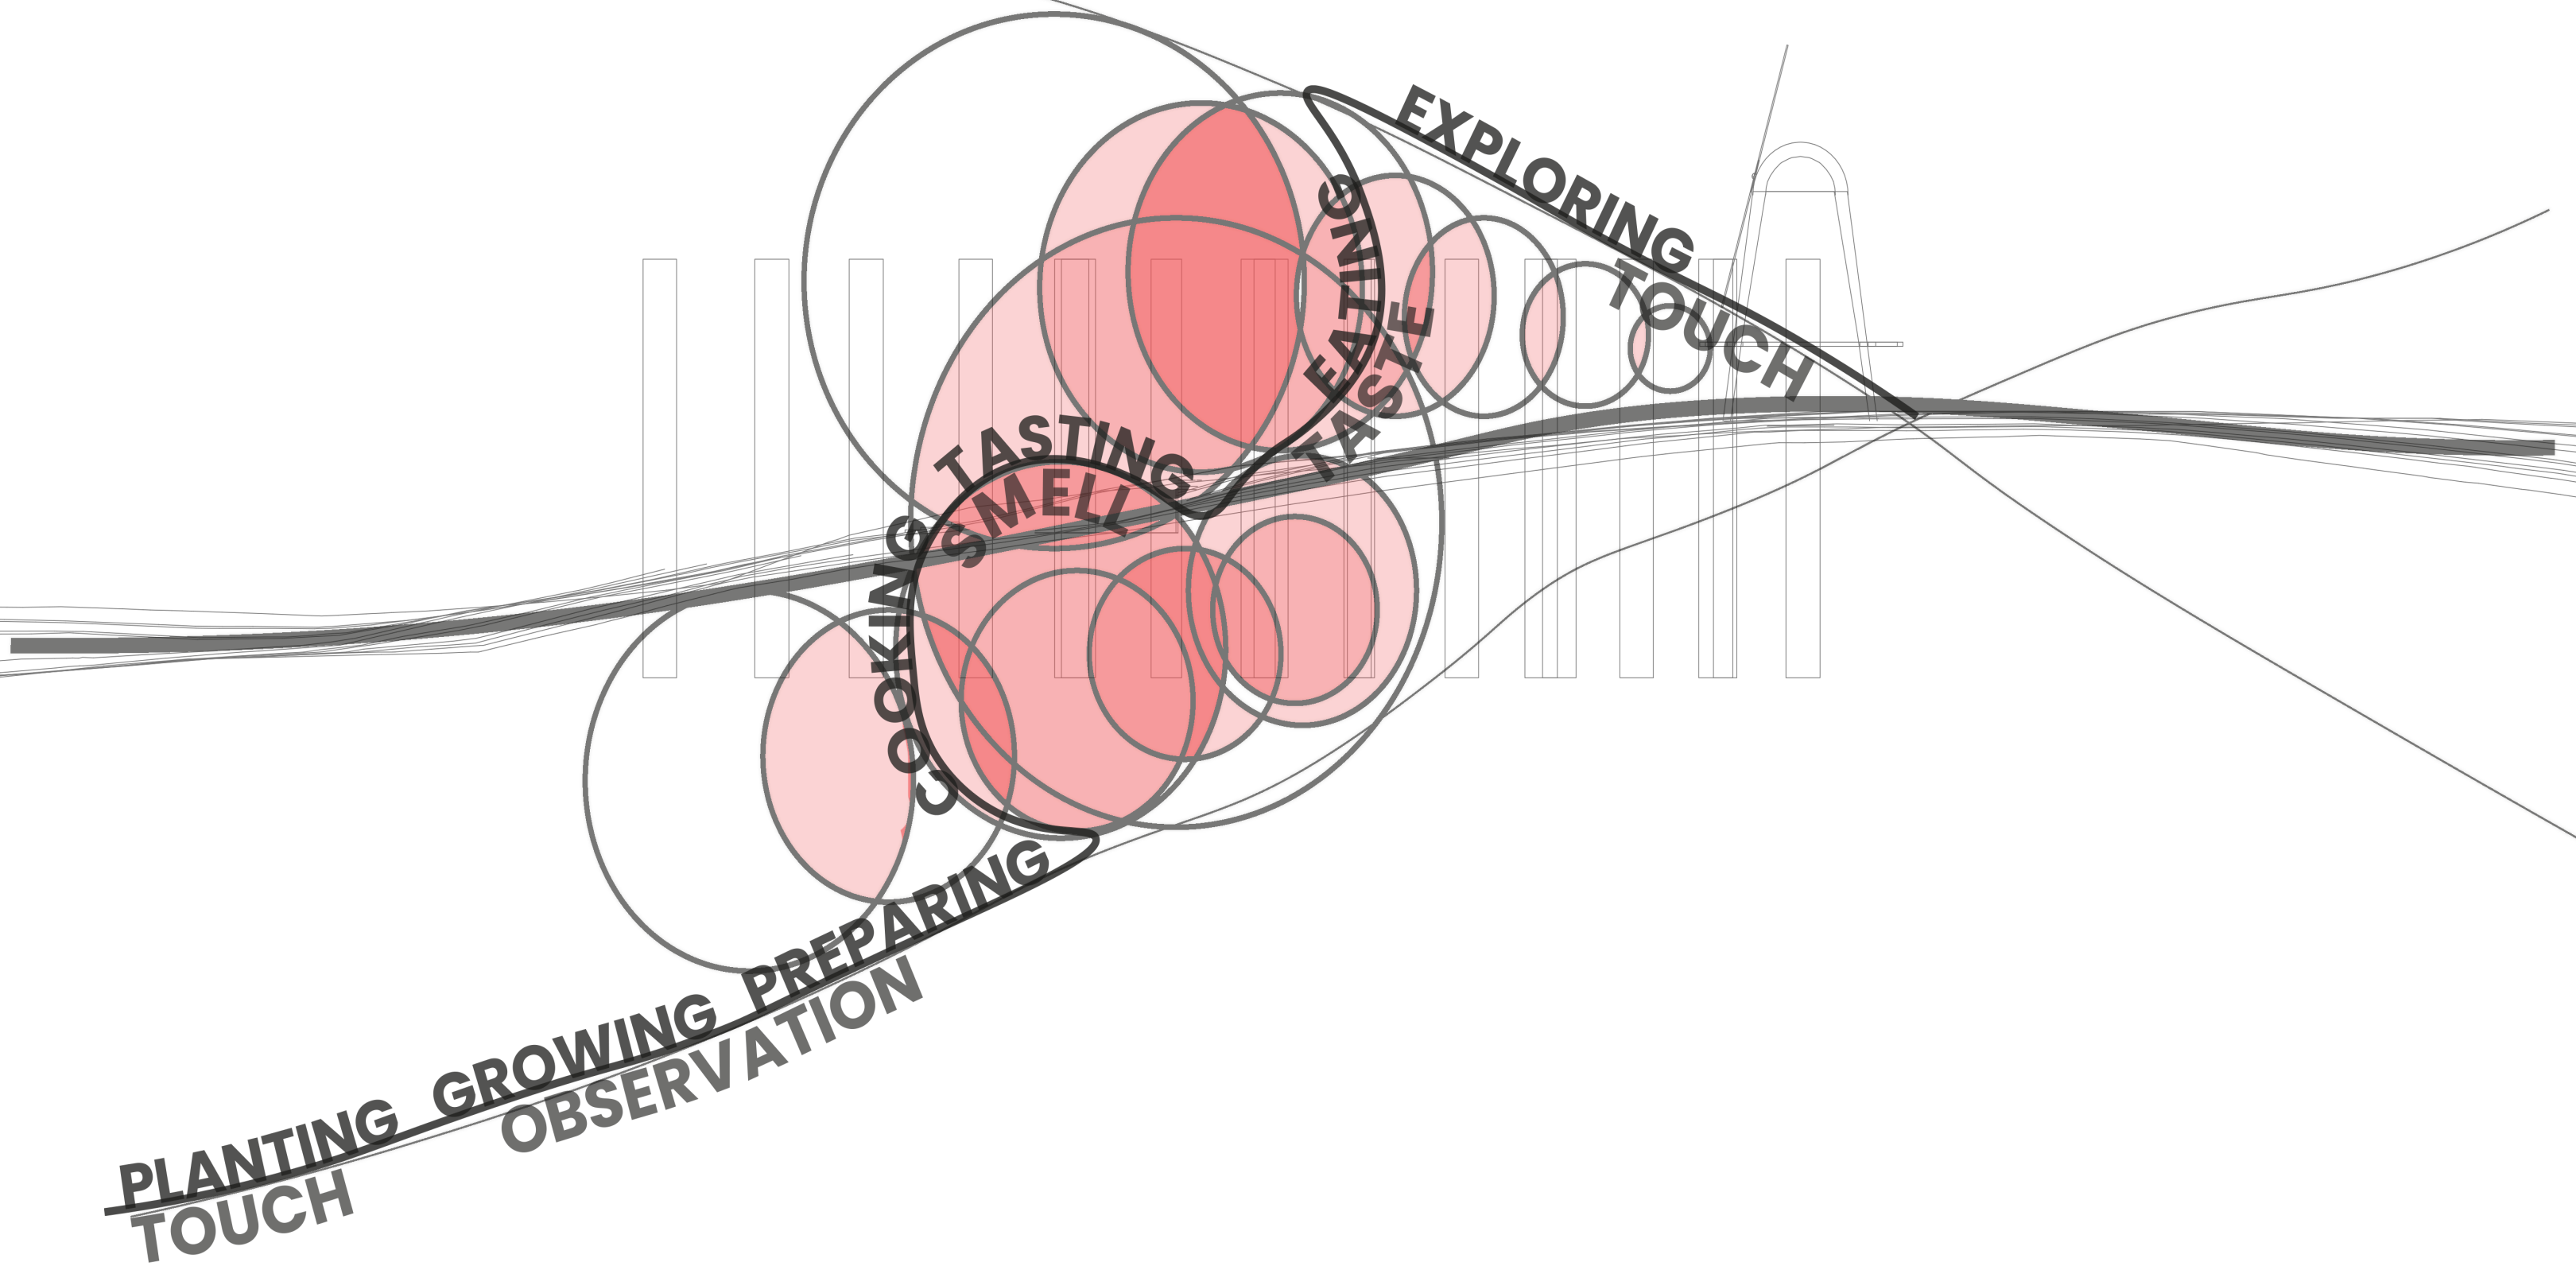 PLANTING GROWING PREPARING
TOUCH
OBSERVATION
COOKING
TASTING
SMELL
EATING
TASTE
EXPLORING
TOUCH